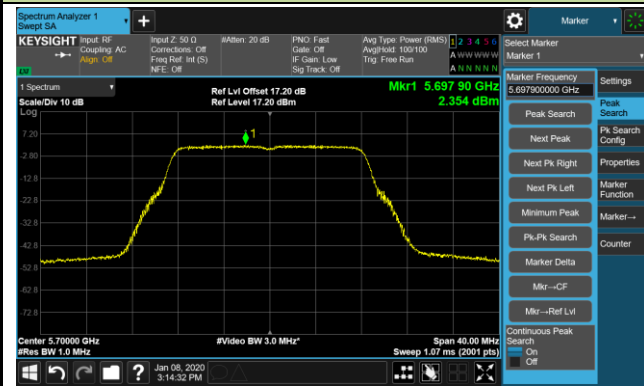 Spectrum Analyzer 1
Swept SA
+
Marker
KEYSIGHT
Input: RF
Coupling: AC
Align: Off
Input Z: 50 Ω
Corrections: Off
Freq Ref: Int (S)
NFE: Off
#Atten: 20 dB
PNO: Fast
Gate: Off
IF Gain: Low
Sig Track: Off
Avg Type: Power (RMS)
Avg|Hold: 100/100
Trig: Free Run
1 2 3 4 5 6
A W W W W W
A N N N N N
Select Marker
Marker 1
1 Spectrum
Scale/Div 10 dB
Log
Ref Lvl Offset 17.20 dB
Ref Level 17.20 dBm
Mkr1 5.697 90 GHz
2.354 dBm
7.20
-2.80
-12.8
-22.8
-32.8
-42.8
-52.8
-62.8
-72.8
1
Center 5.70000 GHz
#Res BW 1.0 MHz
#Video BW 3.0 MHz*
Span 40.00 MHz
Sweep 1.07 ms (2001 pts)
Marker Frequency
5.697900000 GHz
Peak Search
Next Peak
Next Pk Right
Next Pk Left
Minimum Peak
Pk-Pk Search
Marker Delta
Mkr→CF
Mkr→Ref Lvl
Continuous Peak
Search
On
Off
Settings
Peak
Search
Pk Search
Config
Properties
Marker
Function
Marker→
Counter
?
Jan 08, 2020
3:14:32 PM